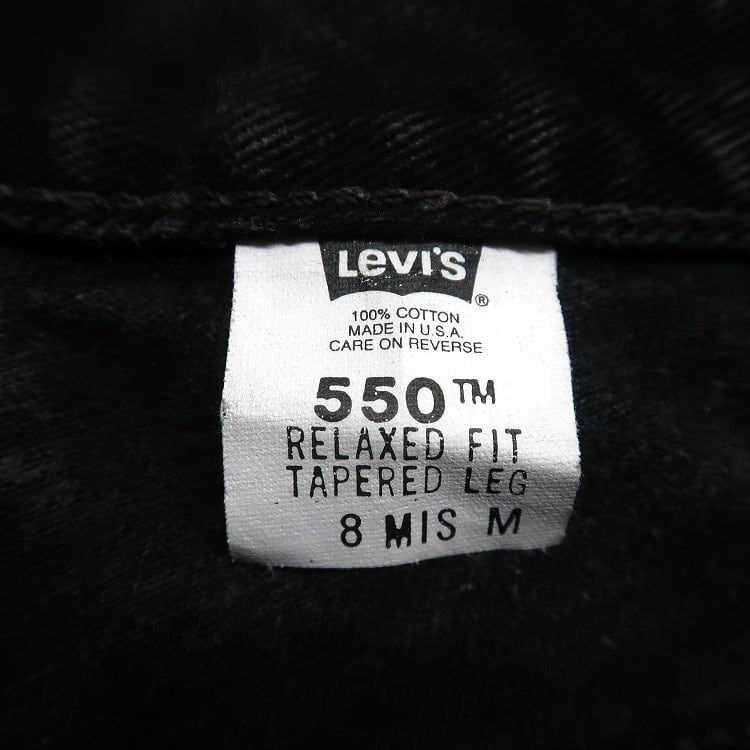 Levi's ®
100% COTTON
MADE IN U.S.A.
CARE ON REVERSE
550™
RELAXED FIT
TAPERED LEG
8 MIS M